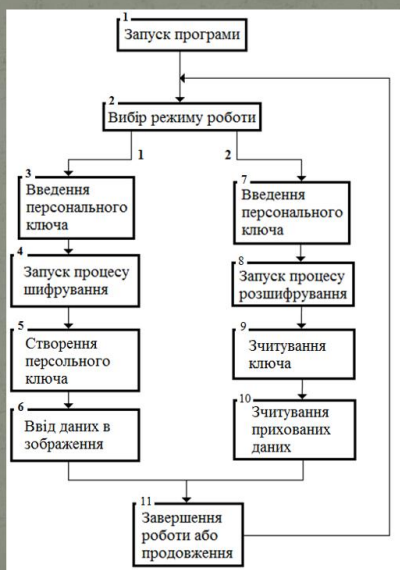 1
Запуск програми
2
Вибір режиму роботи
1
2
3
Введення
персонального
ключа
4
Запуск процесу
шифрування
5
Створення
персольного
ключа
6
Ввід даних в
зображення
7
Введення
персонального
ключа
8
Запуск процесу
розшифрування
9
Зчитування
ключа
10
Зчитування
прихованих
даних
11
Завершення
роботи або
продовження